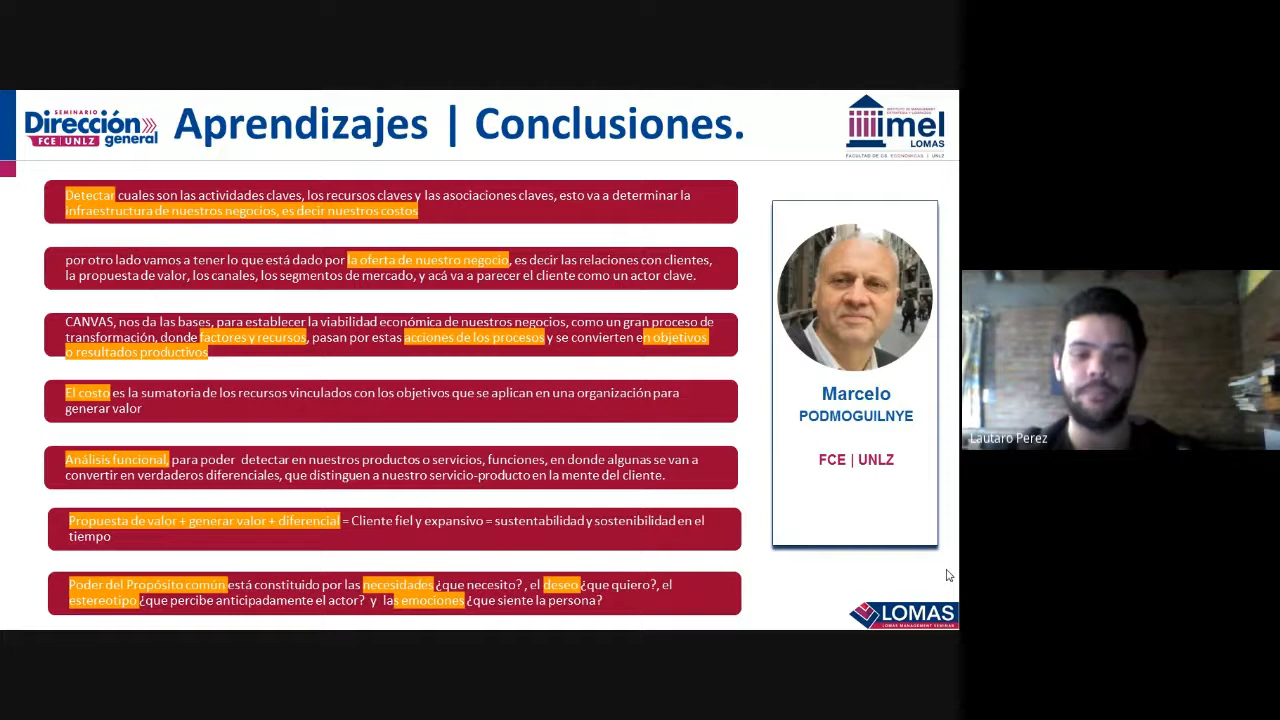 SEMINARIO
Dirección
FCE | UNLZ general
Aprendizajes | Conclusiones.
imel
LOMAS
FACULTAD DE CS. ECONÓMICAS | UNLZ
Detectar cuales son las actividades claves, los recursos claves y las asociaciones claves, esto va a determinar la
infraestructura de nuestros negocios, es decir nuestros costos
por otro lado vamos a tener lo que está dado por la oferta de nuestro negocio, es decir las relaciones con clientes,
la propuesta de valor, los canales, los segmentos de mercado, y acá va a parecer el cliente como un actor clave.
CANVAS, nos da las bases, para establecer la viabilidad económica de nuestros negocios, como un gran proceso de
transformación, donde factores y recursos, pasan por estas acciones de los procesos y se convierten en objetivos
o resultados productivos
El costo es la sumatoria de los recursos vinculados con los objetivos que se aplican en una organización para
generar valor
Análisis funcional, para poder detectar en nuestros productos o servicios, funciones, en donde algunas se van a
convertir en verdaderos diferenciales, que distinguen a nuestro servicio-producto en la mente del cliente.
Propuesta de valor + generar valor + diferencial = Cliente fiel y expansivo = sustentabilidad y sostenibilidad en el
tiempo
Poder del Propósito común está constituido por las necesidades ¿que necesito?, el deseo ¿que quiero?, el
estereotipo ¿que percibe anticipadamente el actor? y las emociones ¿que siente la persona?
Marcelo
PODMOGUILNYE
FCE | UNLZ
LOMAS
LOMAS MANAGEMENT SEMINAR
Lautaro Perez